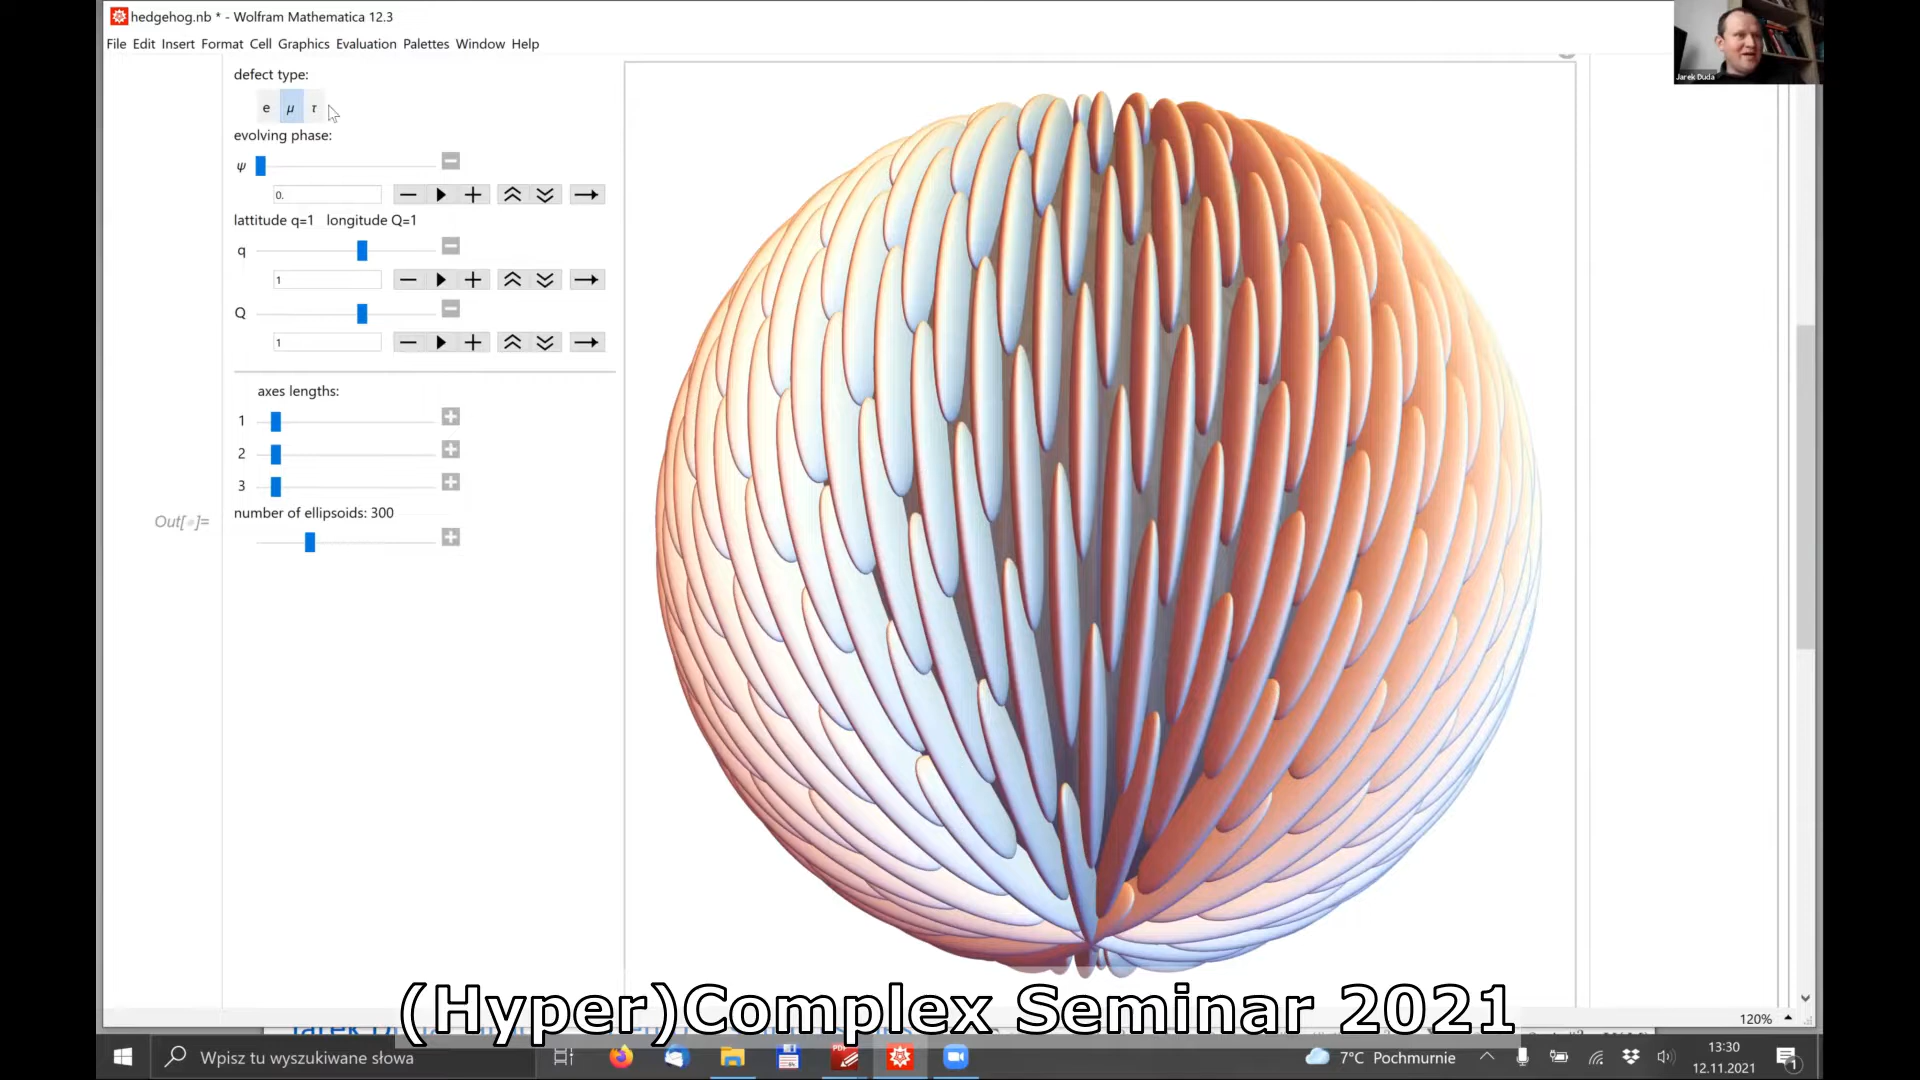 hedgehog.nb * - Wolfram Mathematica 12.3
File Edit Insert Format Cell Graphics Evaluation Palettes Window Help
Jarek Duda
defect type:
e μ τ
evolving phase:
ψ
0.
lattitude q=1 longitude Q=1
q
1
Q
1
axes lengths:
1
2
3
number of ellipsoids: 300
Out[ ]=
(Hyper)Complex Seminar 2021
120%
Wpisz tu wyszukiwane słowa
7°C Pochmurnie
13:30
12.11.2021
1